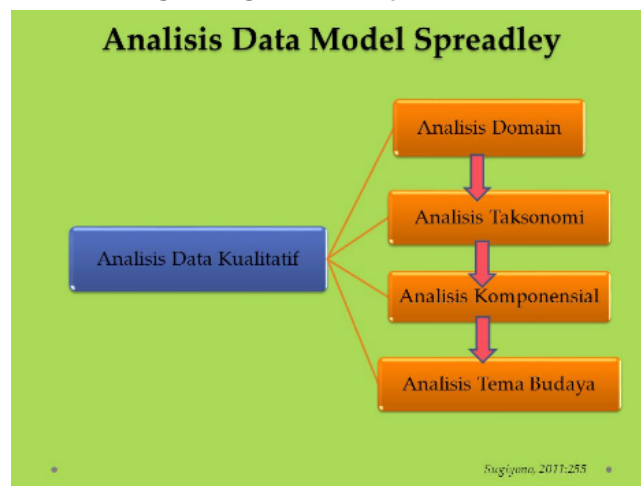 Analisis Data Model Spreadley
Analisis Domain
Analisis Taksonomi
Analisis Data Kualitatif
Analisis Komponensial
Analisis Tema Budaya
Sugiyono, 2011:255